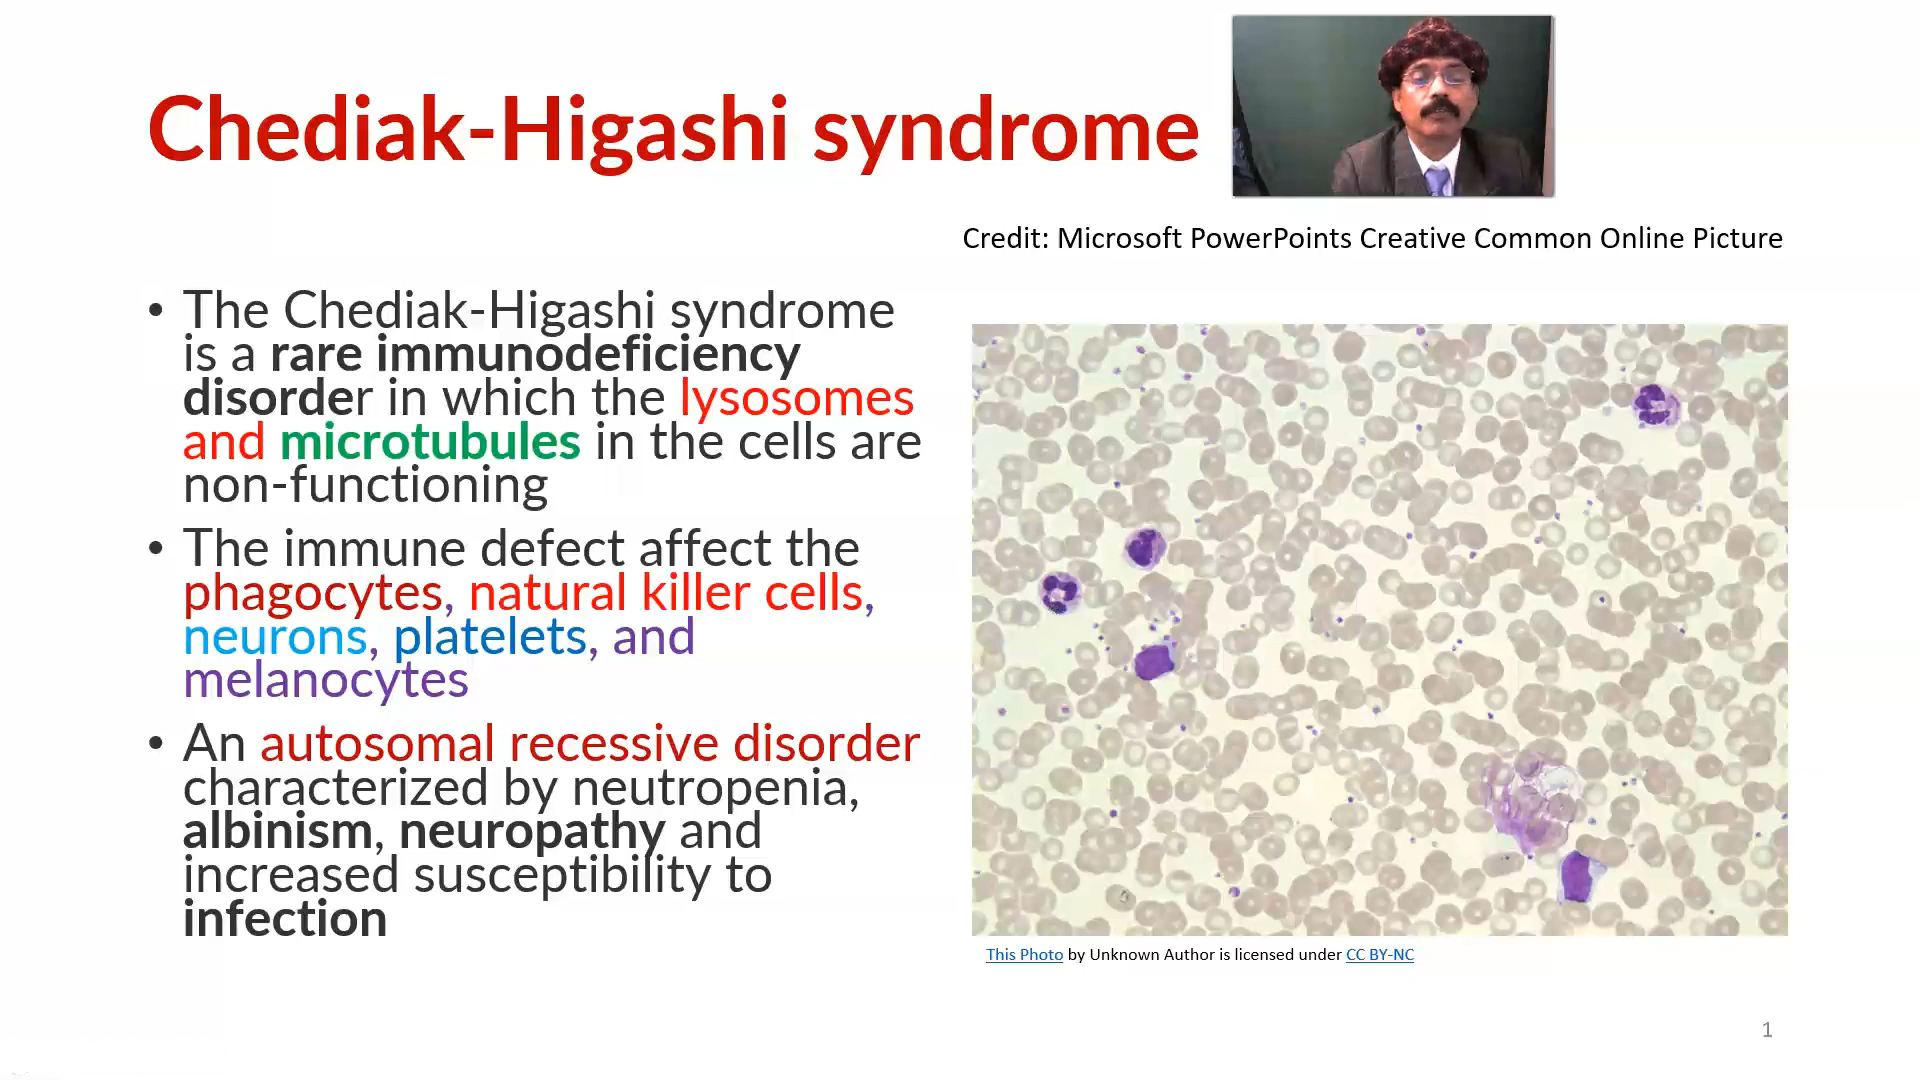 Chediak-Higashi syndrome
Credit: Microsoft PowerPoints Creative Common Online Picture
• The Chediak-Higashi syndrome
is a rare immunodeficiency
disorder in which the lysosomes
and microtubules in the cells are
non-functioning
• The immune defect affect the
phagocytes, natural killer cells,
neurons, platelets, and
melanocytes
• An autosomal recessive disorder
characterized by neutropenia,
albinism, neuropathy and
increased susceptibility to
infection
This Photo by Unknown Author is licensed under CC BY-NC
1